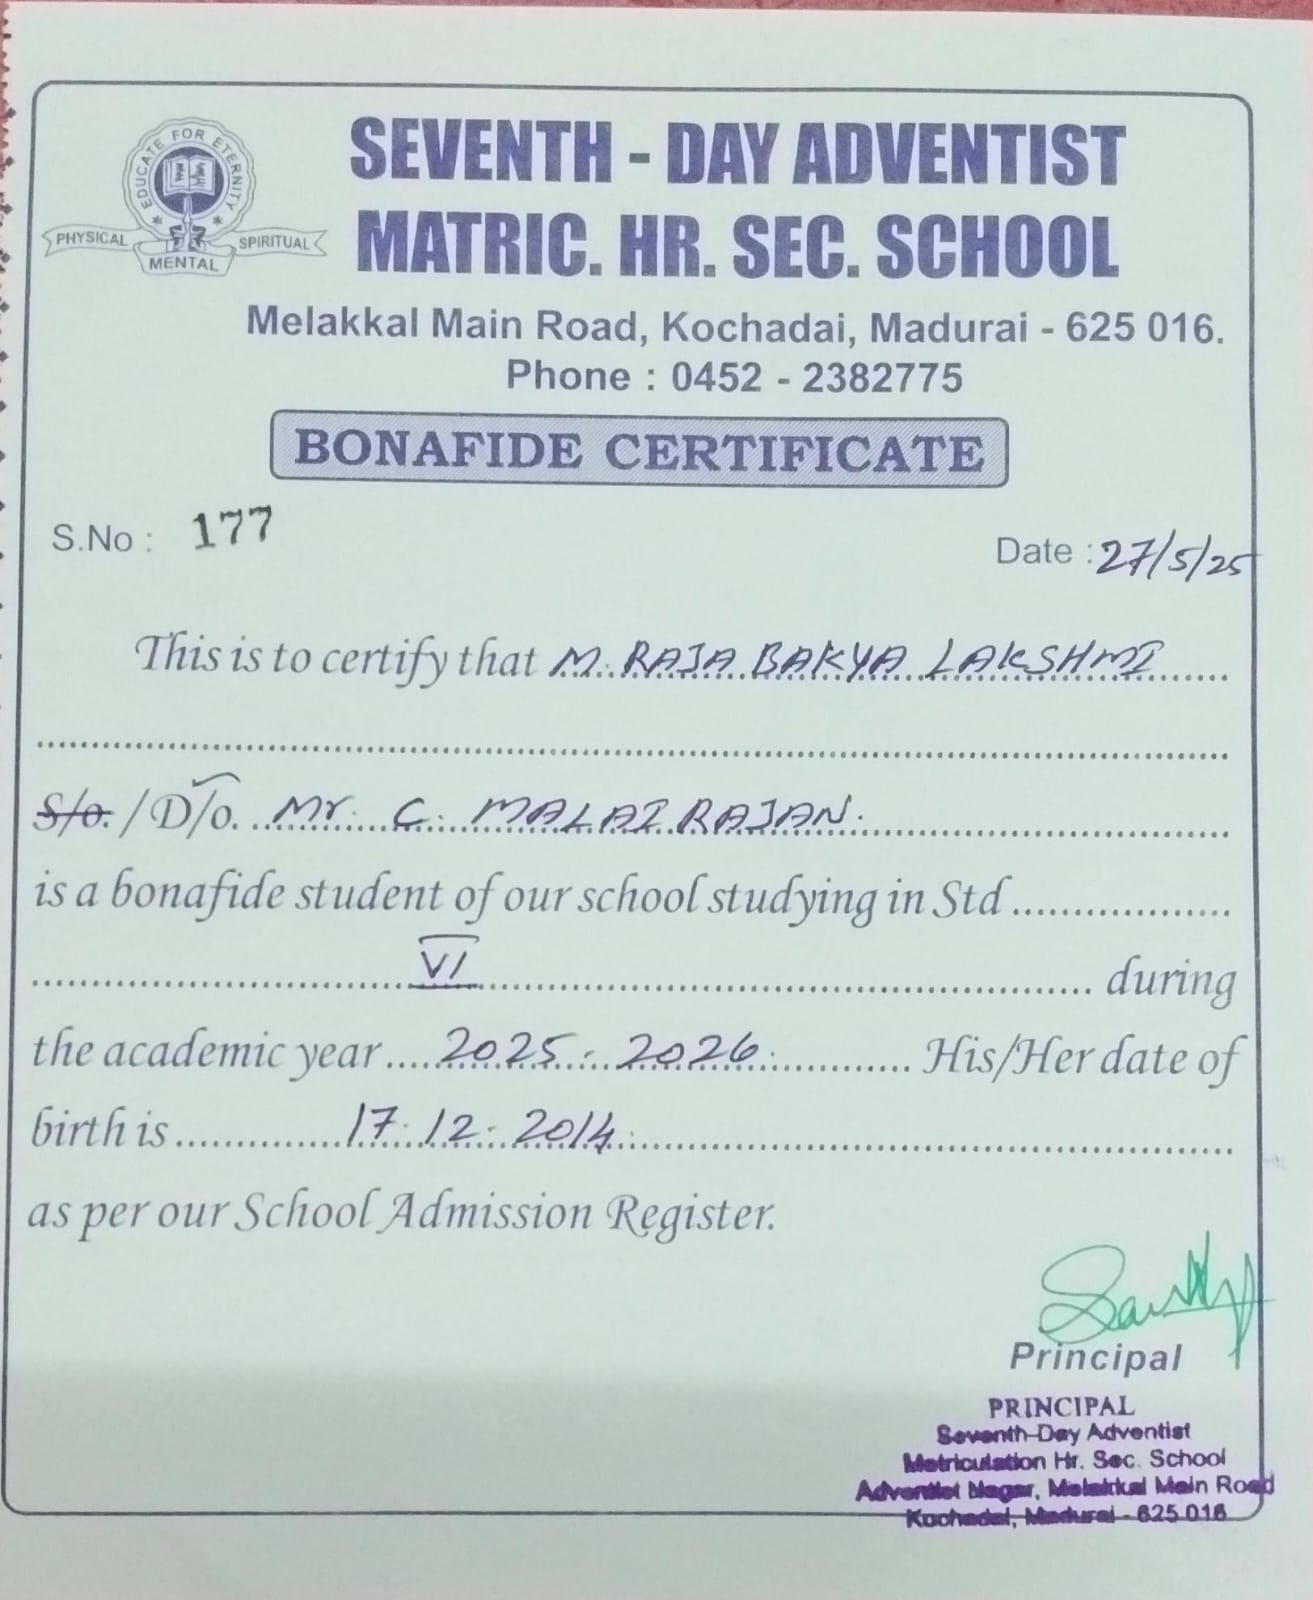 EDUCATE FOR ETERNITY
PHYSICAL MENTAL SPIRITUAL
SEVENTH - DAY ADVENTIST
MATRIC. HR. SEC. SCHOOL
Melakkal Main Road, Kochadai, Madurai - 625 016.
Phone : 0452 - 2382775
BONAFIDE CERTIFICATE
S.No : 177
Date : 27/5/25
This is to certify that M. RAJA BAKYA LAKSHMI
S/o. / D/o. Mr. C. MALAI RAJAN.
is a bonafide student of our school studying in Std
VI during
the academic year 2025 - 2026. His/Her date of
birth is 17. 12. 2014.
as per our School Admission Register.
Principal
PRINCIPAL
Seventh-Day Adventist
Matriculation Hr. Sec. School
Adventist Nagar, Melakkal Main Road
Kochadai, Madurai - 625 016